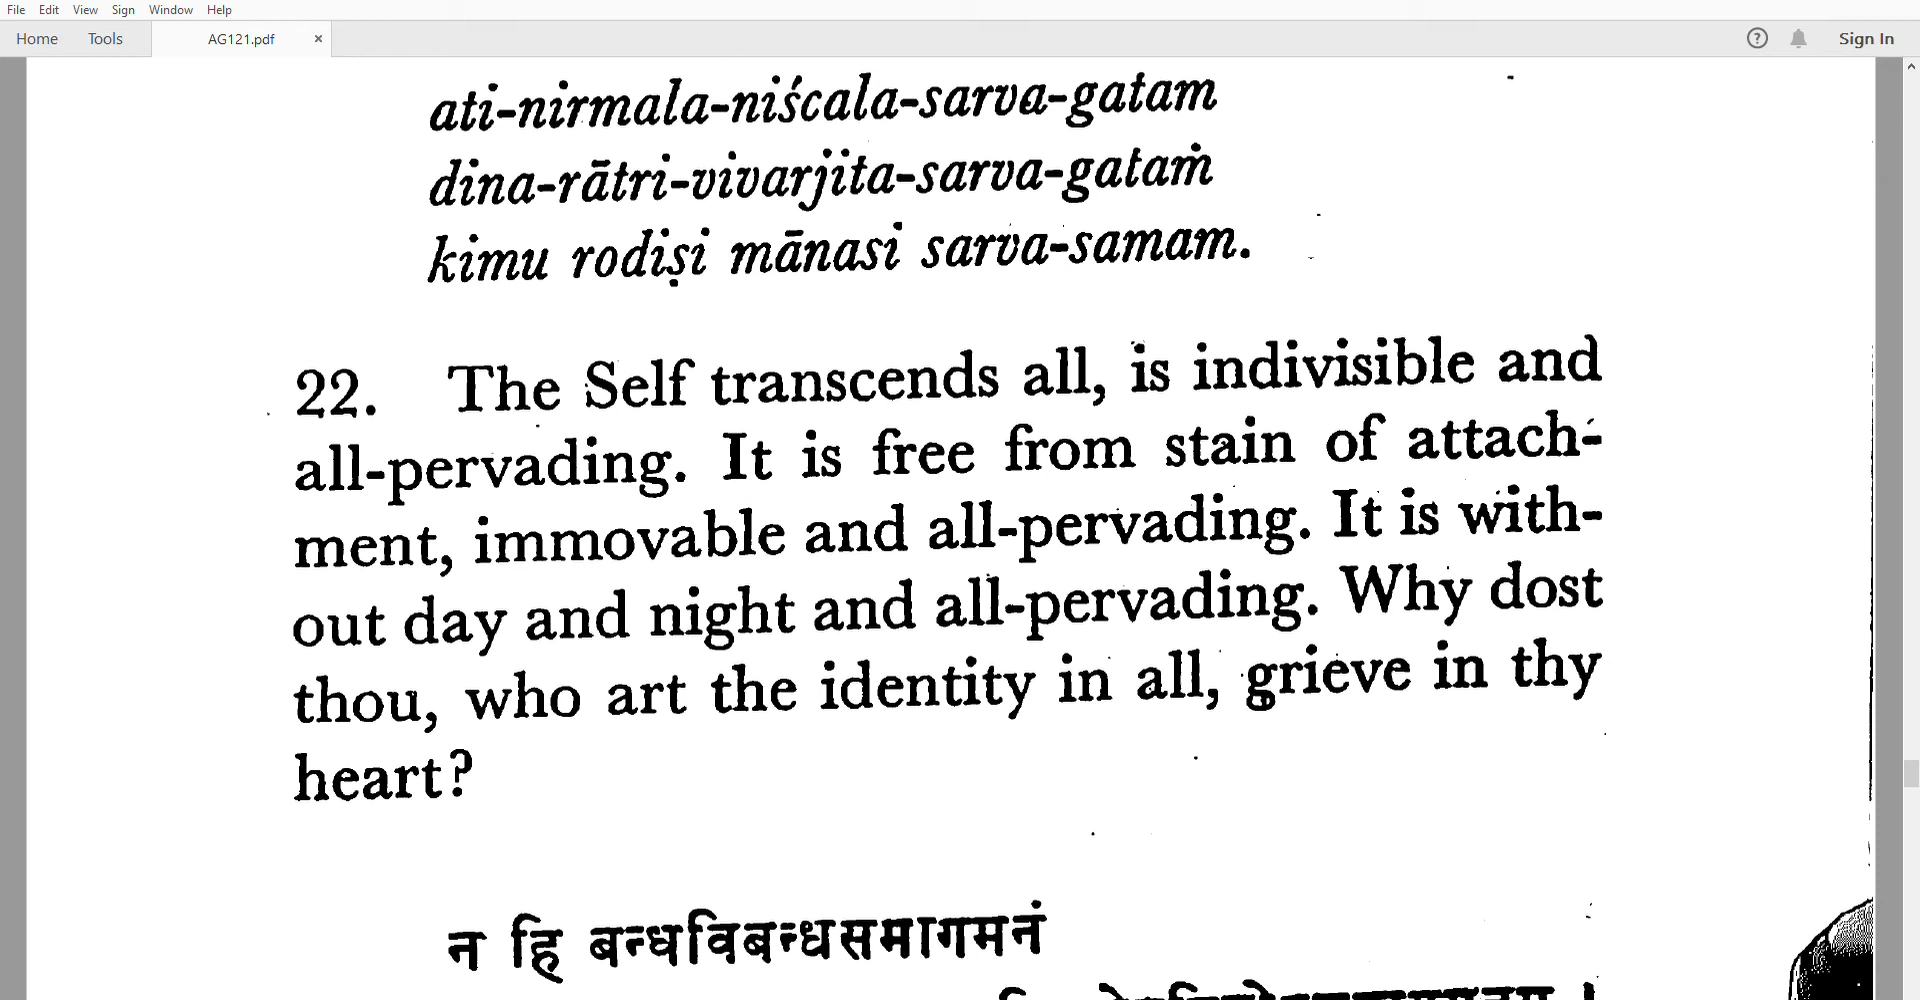 File Edit View Sign Window Help
Home Tools AG121.pdf × ? Sign In
ati-nirmala-niścala-sarva-gatam
dina-rātri-vivarjita-sarva-gataṁ
kimu rodiṣi mānasi sarva-samam.
22. The Self transcends all, is indivisible and
all-pervading. It is free from stain of attach-
ment, immovable and all-pervading. It is with-
out day and night and all-pervading. Why dost
thou, who art the identity in all, grieve in thy
heart?
न हि बन्धविबन्धसमागमनं